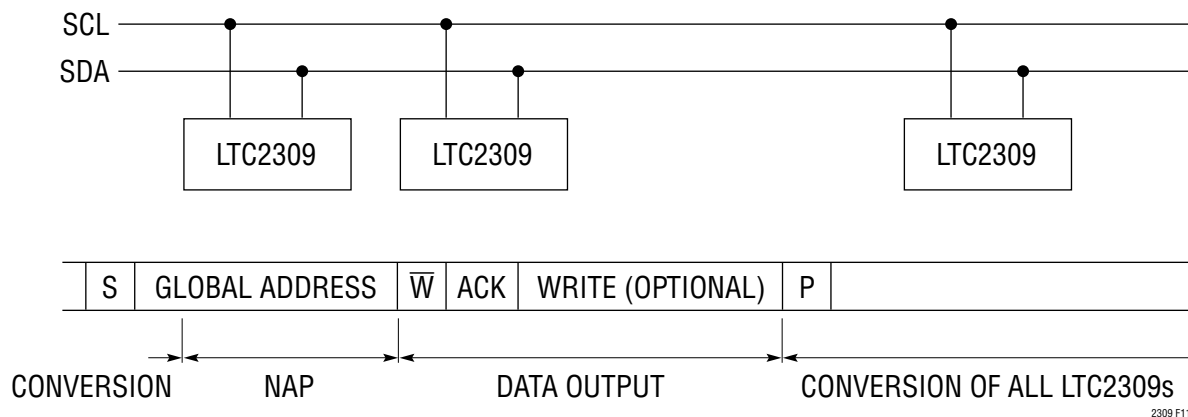 SCL
SDA
LTC2309 LTC2309 LTC2309
S GLOBAL ADDRESS W̅ ACK WRITE (OPTIONAL) P
CONVERSION NAP DATA OUTPUT CONVERSION OF ALL LTC2309s